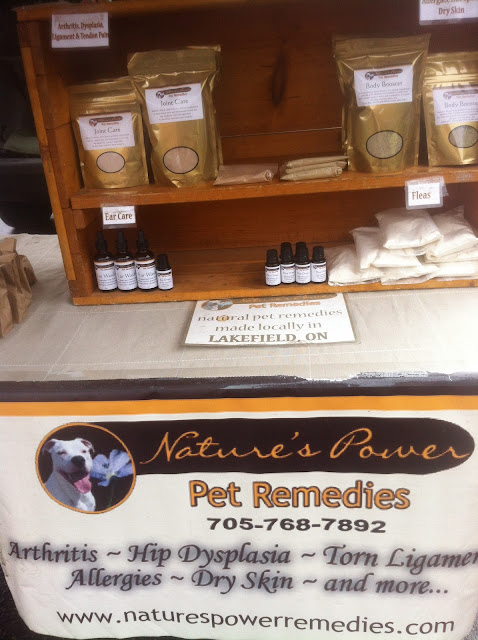 Arthritis, Dysplasia,
Ligament & Tendon Pain
Dry Skin
Joint Care
Joint Care
Body Booster
Body Booster
Ear Care
Fleas
Pet Remedies
natural pet remedies
made locally in
LAKEFIELD, ON
Nature's Power
Pet Remedies
705-768-7892
Arthritis ~ Hip Dysplasia ~ Torn Ligamen
Allergies ~ Dry Skin ~ and more...
www.naturespowerremedies.com